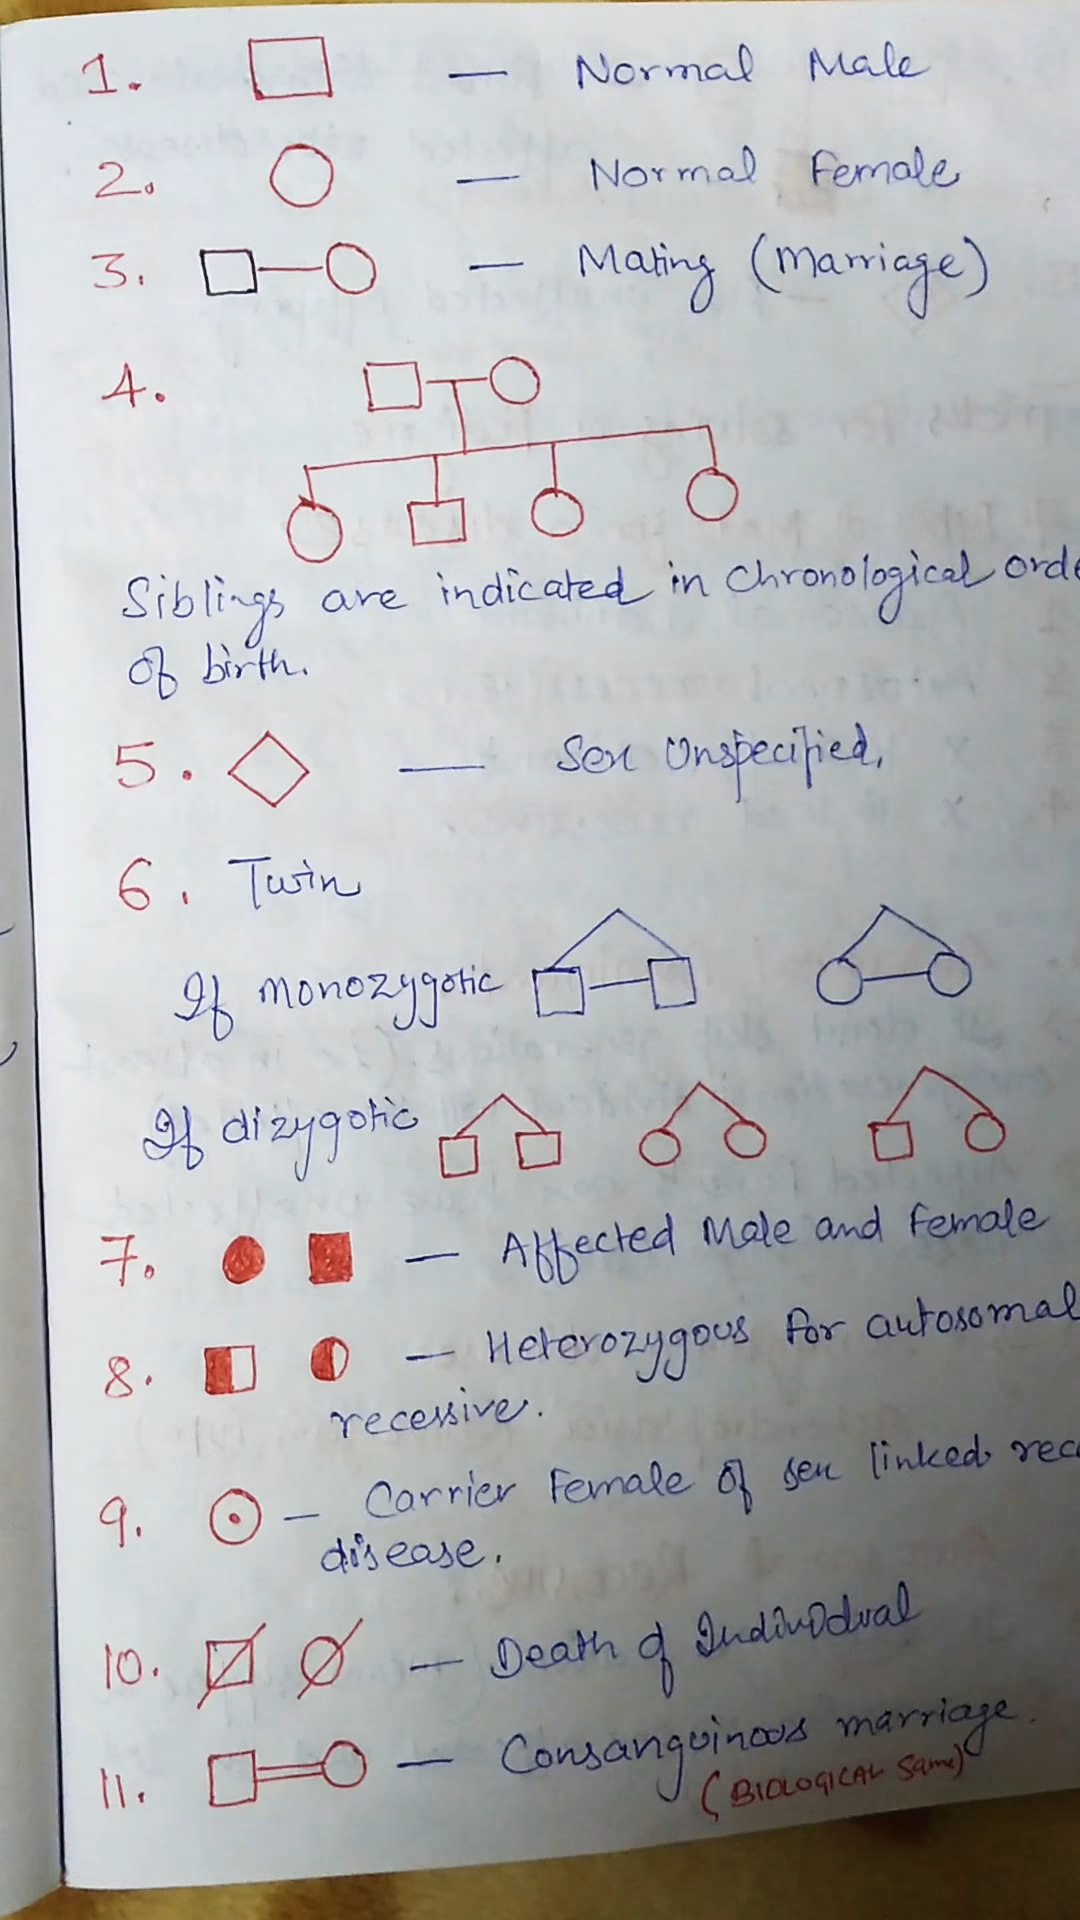 1. — Normal Male
2. — Normal Female
3. — Mating (Marriage)
4.
Siblings are indicated in Chronological orde
of birth.
5. — Sex Unspecified.
6. Twin
If monozygotic
If dizygotic
7. — Affected Male and Female
8. — Heterozygous for autosomal
recessive.
9. — Carrier Female of sex linked rec
disease.
10. — Death of Individual
11. — Consanguinous marriage.
(BIOLOGICAL Same)